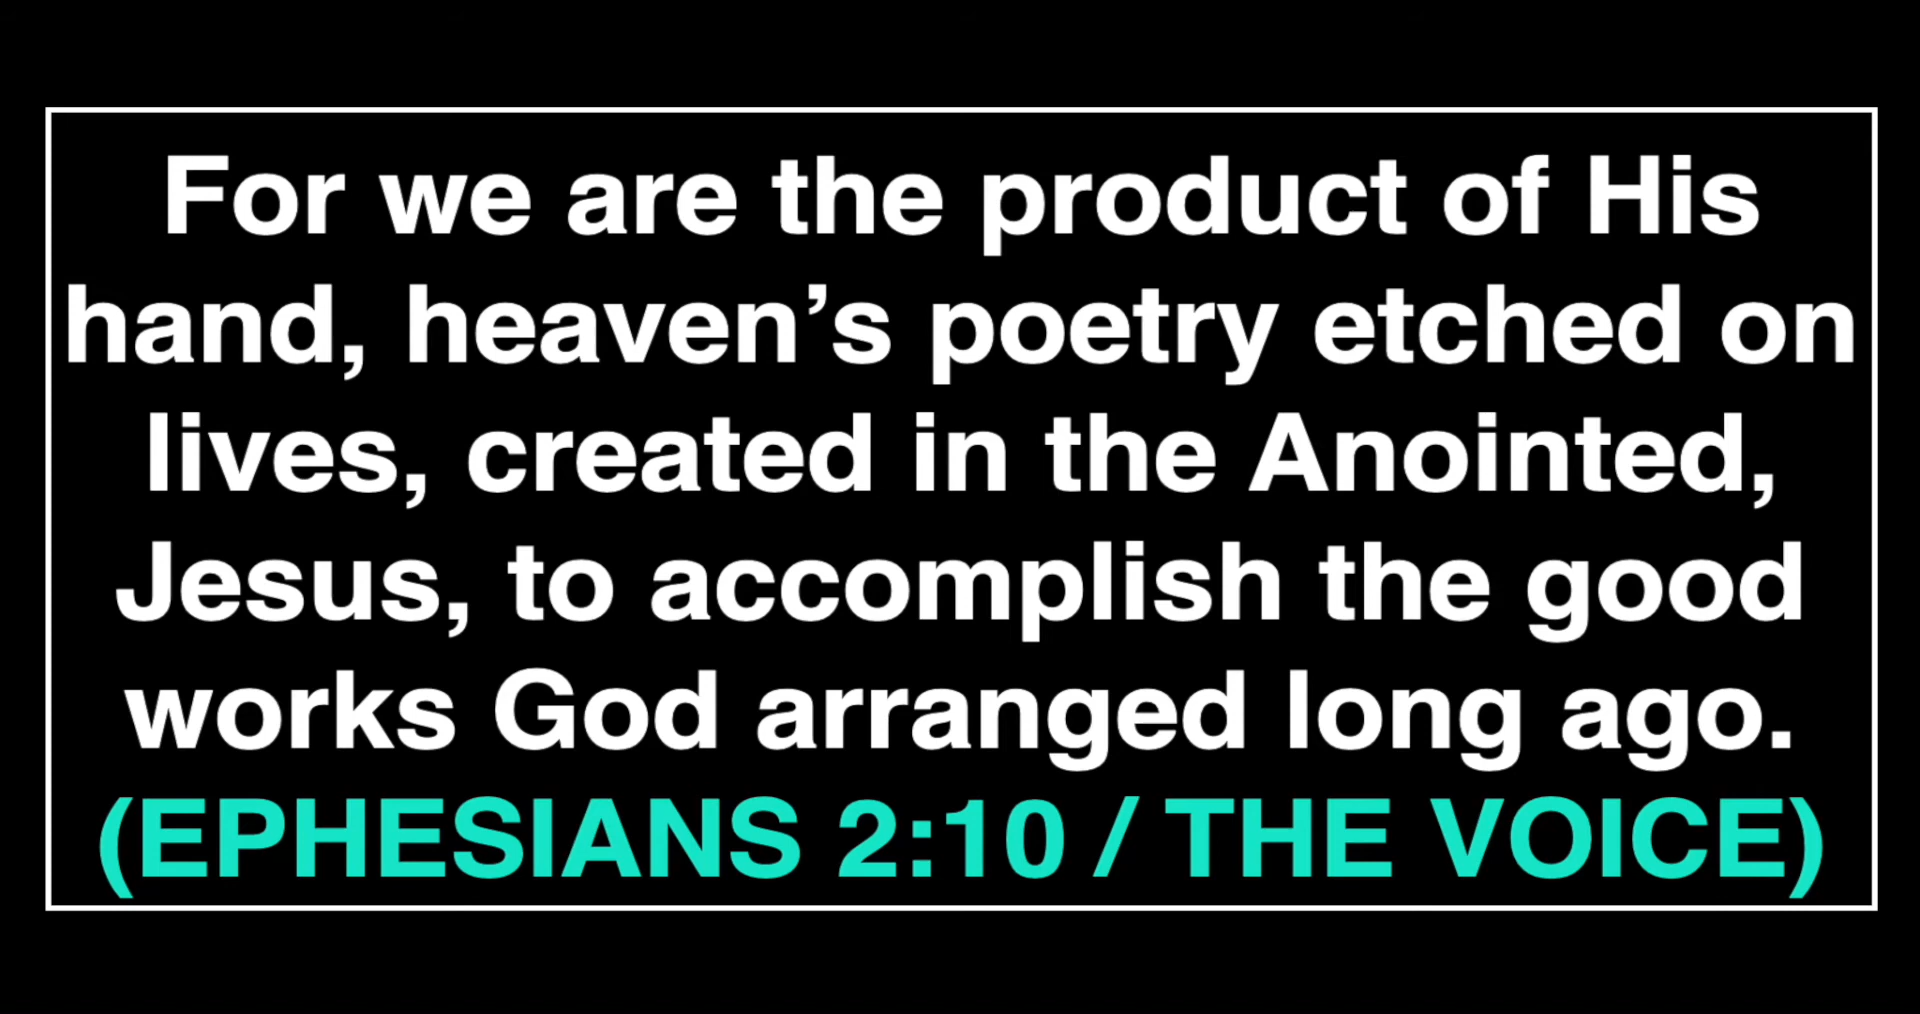 For we are the product of His
hand, heaven’s poetry etched on
lives, created in the Anointed,
Jesus, to accomplish the good
works God arranged long ago.
(EPHESIANS 2:10 / THE VOICE)